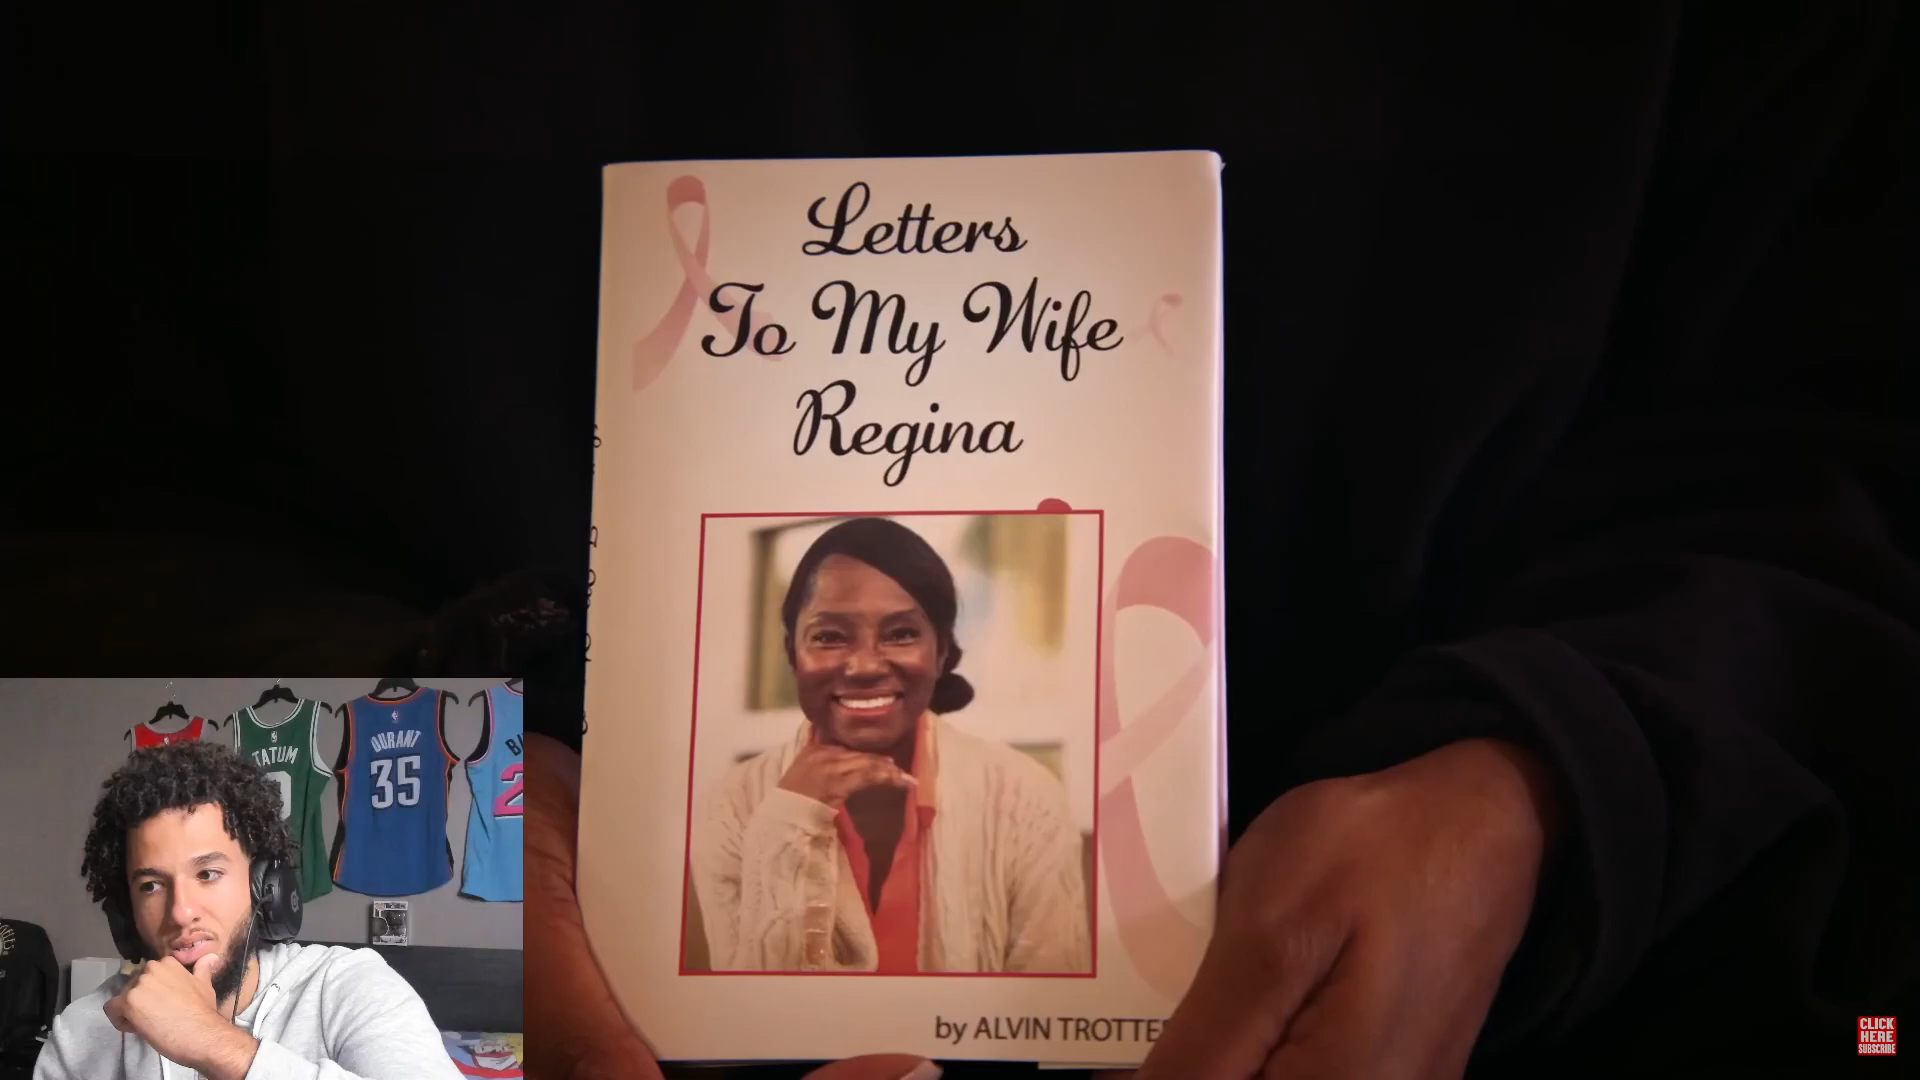 Letters
To My Wife
Regina
by ALVIN TROTTE
TATUM
DURANT
35
CLICK
HERE
SUBSCRIBE